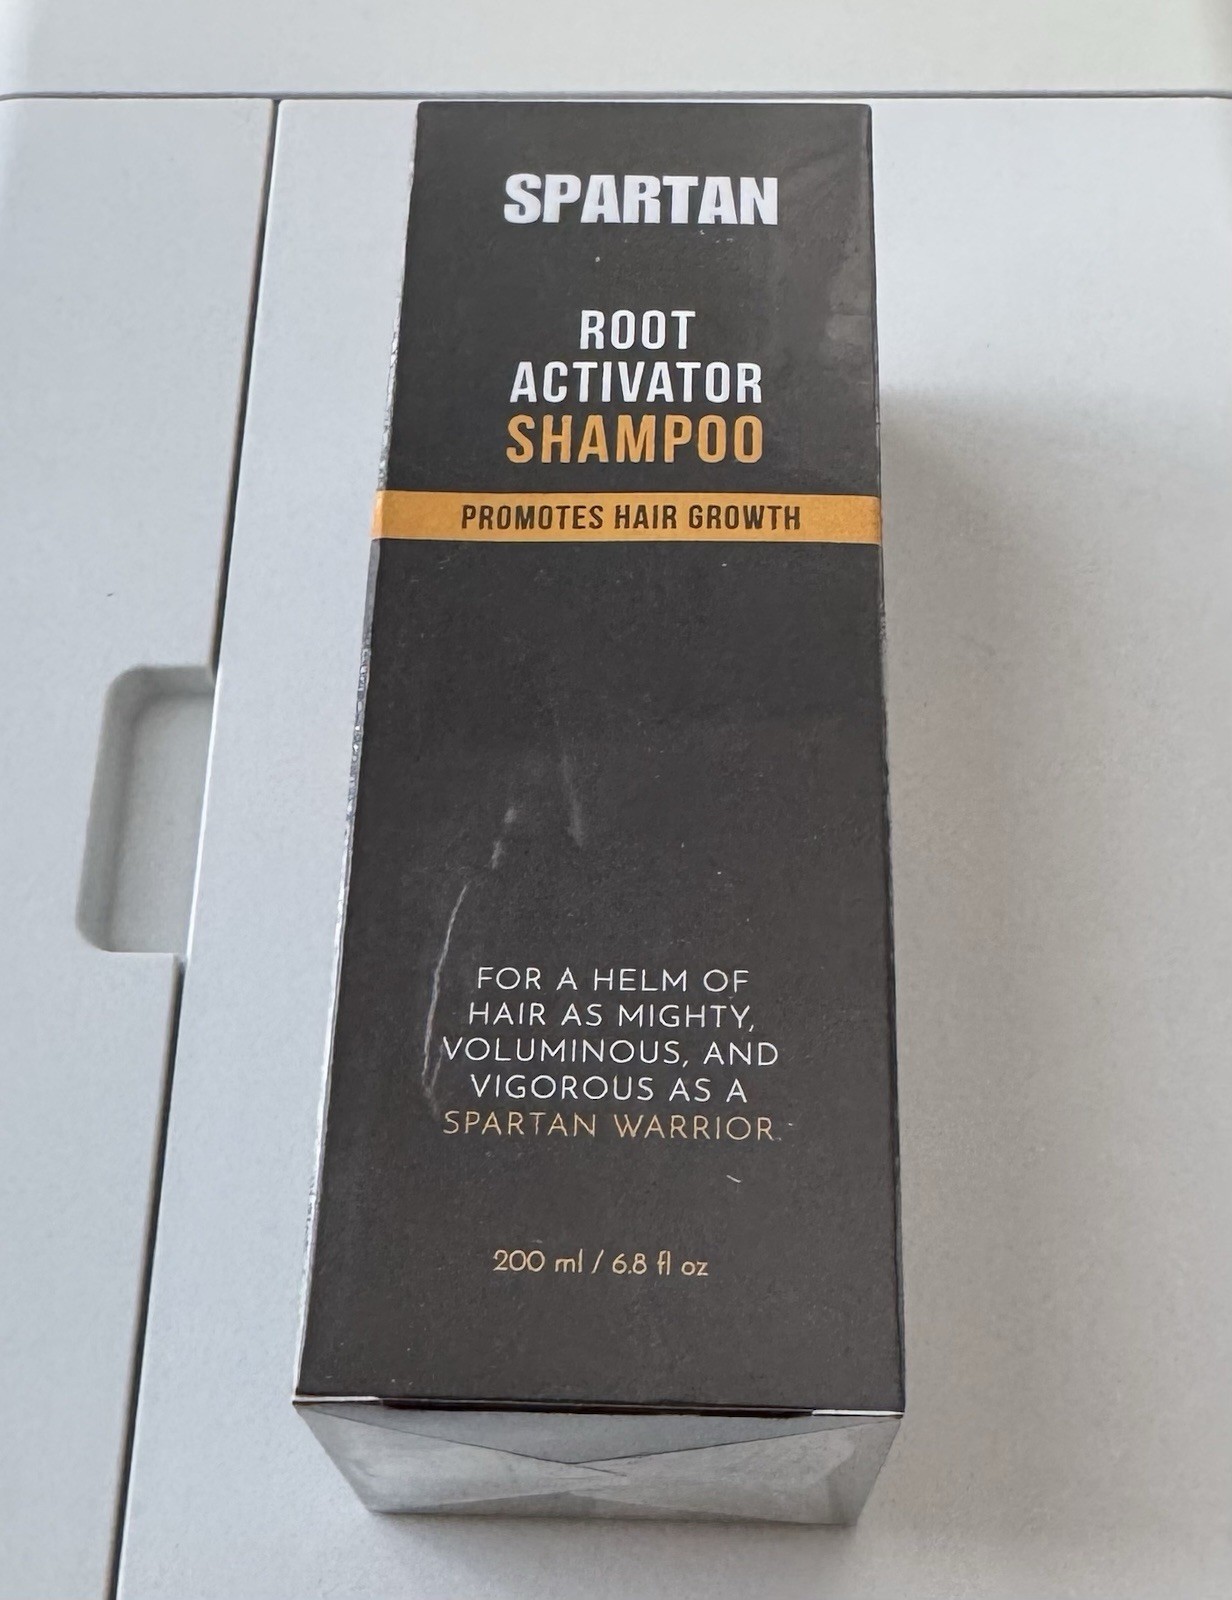 SPARTAN
ROOT
ACTIVATOR
SHAMPOO
PROMOTES HAIR GROWTH
FOR A HELM OF
HAIR AS MIGHTY,
VOLUMINOUS, AND
VIGOROUS AS A
SPARTAN WARRIOR
200 ml / 6.8 fl oz